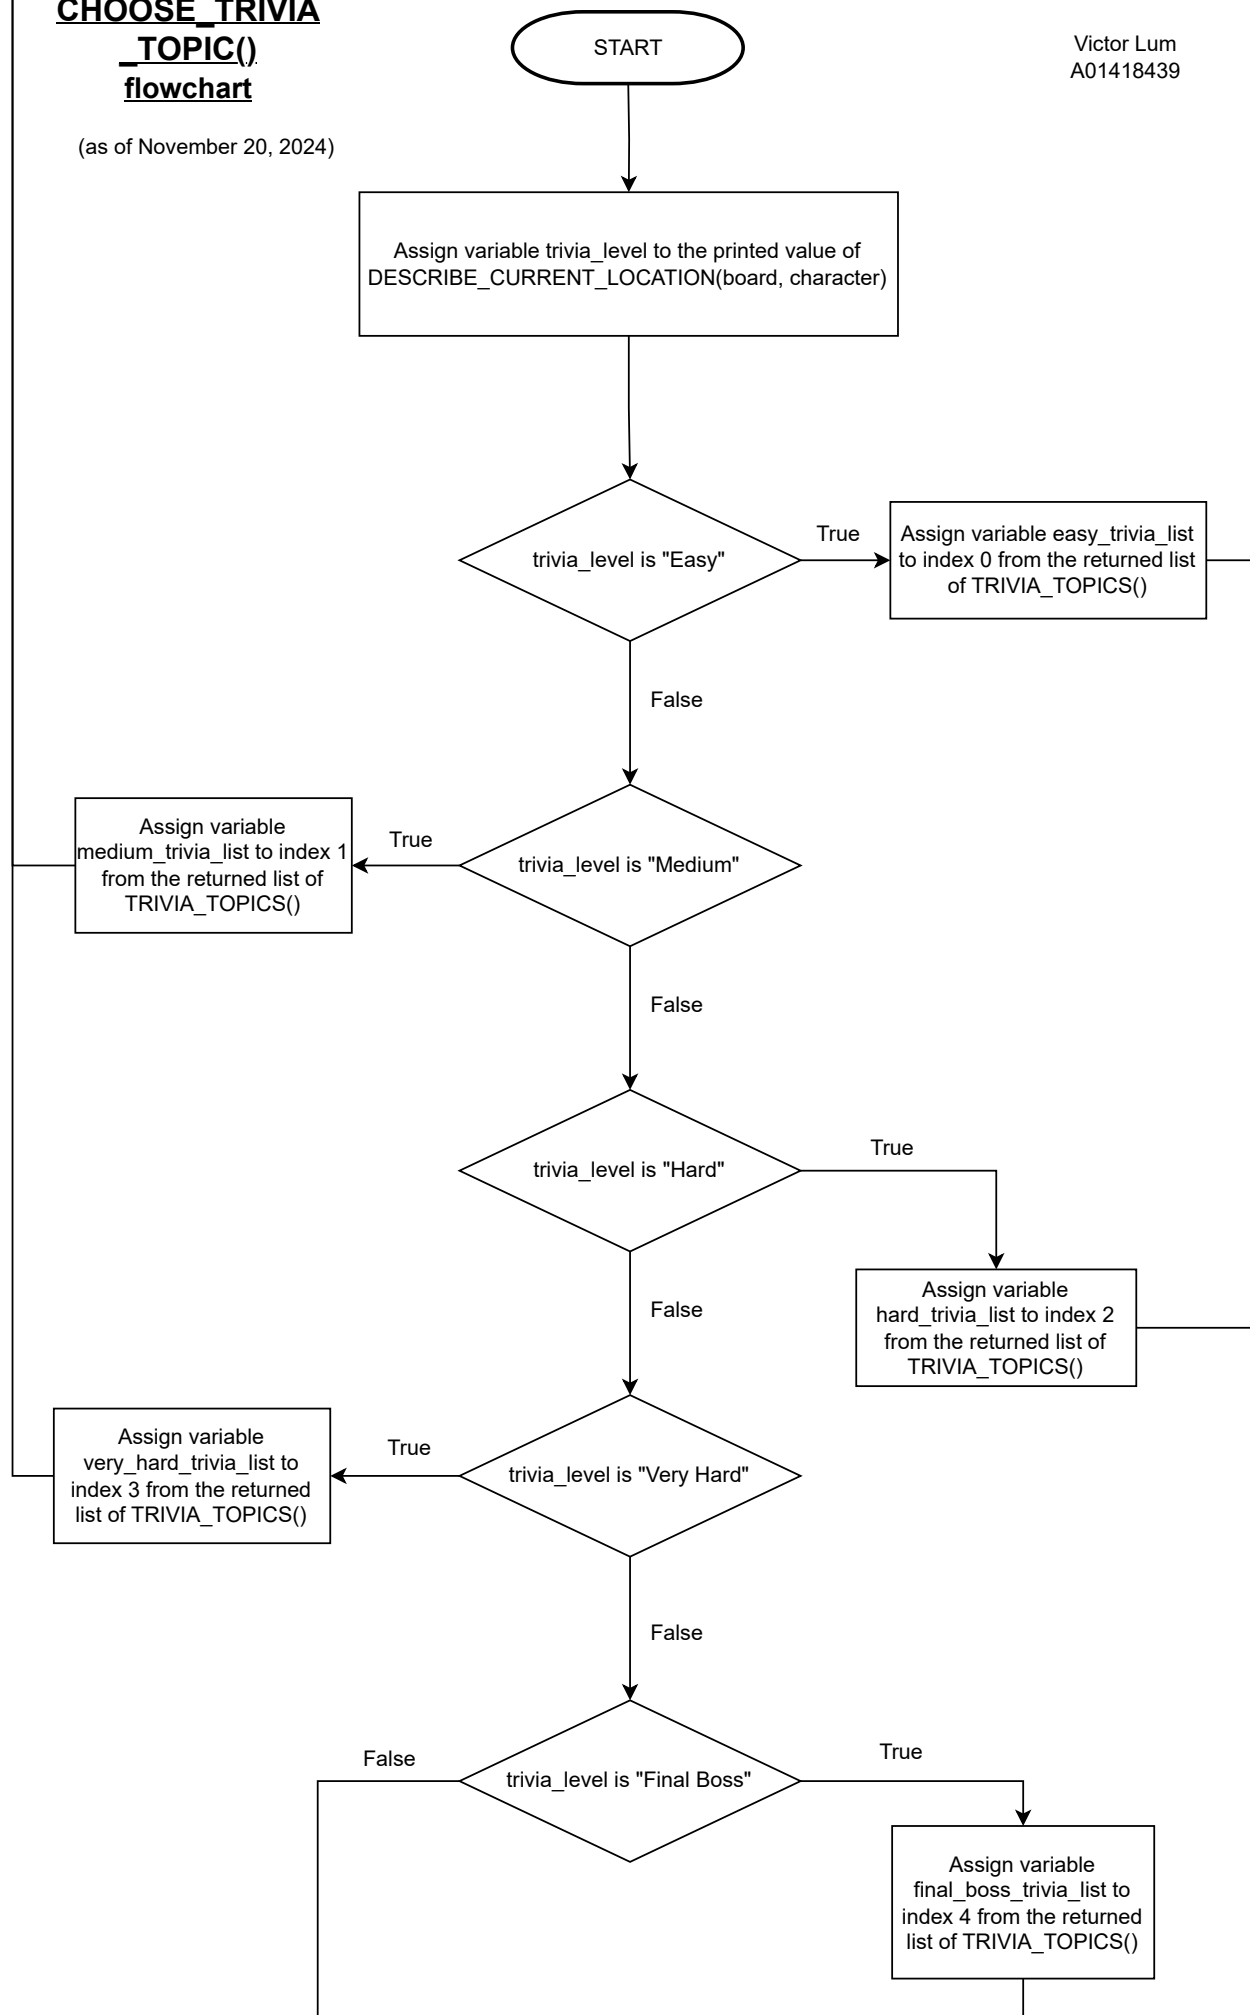 CHOOSE_TRIVIA
_TOPIC()
flowchart
(as of November 20, 2024)
START
Victor Lum
A01418439
Assign variable trivia_level to the printed value of
DESCRIBE_CURRENT_LOCATION(board, character)
trivia_level is "Easy"
True
Assign variable easy_trivia_list
to index 0 from the returned list
of TRIVIA_TOPICS()
False
Assign variable
medium_trivia_list to index 1
from the returned list of
TRIVIA_TOPICS()
True
trivia_level is "Medium"
False
trivia_level is "Hard"
True
Assign variable
hard_trivia_list to index 2
from the returned list of
TRIVIA_TOPICS()
False
Assign variable
very_hard_trivia_list to
index 3 from the returned
list of TRIVIA_TOPICS()
True
trivia_level is "Very Hard"
False
False
trivia_level is "Final Boss"
True
Assign variable
final_boss_trivia_list to
index 4 from the returned
list of TRIVIA_TOPICS()